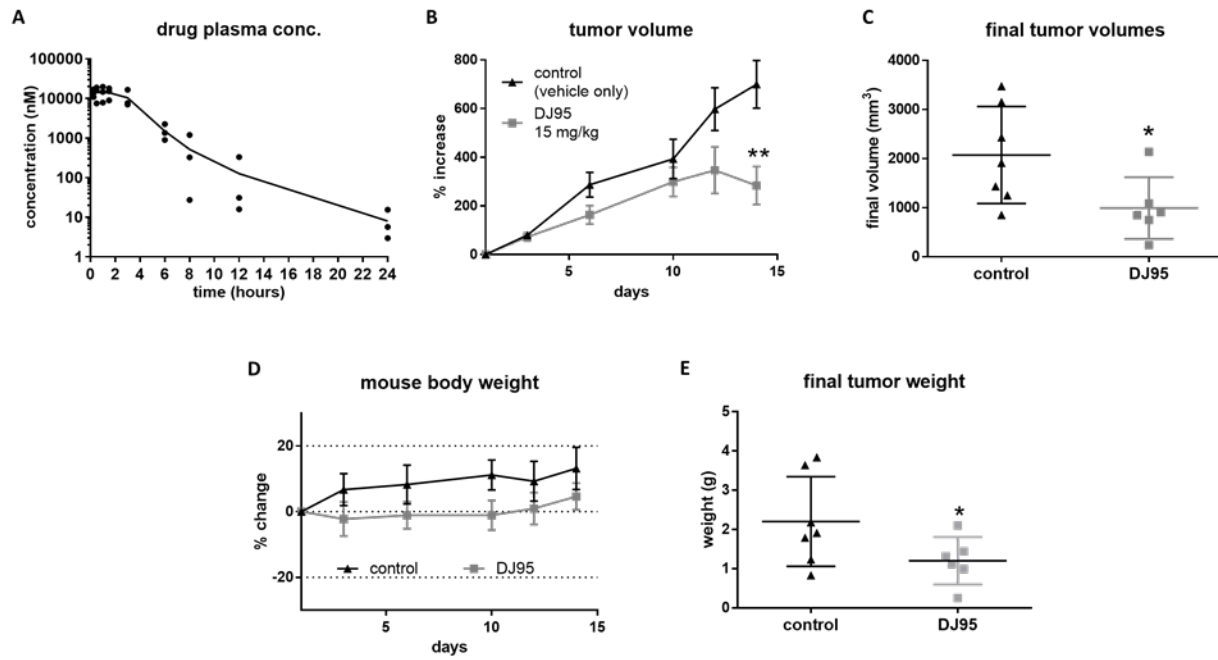 A
drug plasma conc.
concentration (nM)
100000
10000
1000
100
10
1
0 2 4 6 8 10 12 14 16 18 20 22 24
time (hours)
B
tumor volume
% increase
800
600
400
200
0
control
(vehicle only)
DJ95
15 mg/kg
**
5 10 15
days
C
final tumor volumes
final volume (mm³)
4000
3000
2000
1000
0
*
control DJ95
D
mouse body weight
% change
20
0
-20
control DJ95
5 10 15
days
E
final tumor weight
weight (g)
5
4
3
2
1
0
*
control DJ95